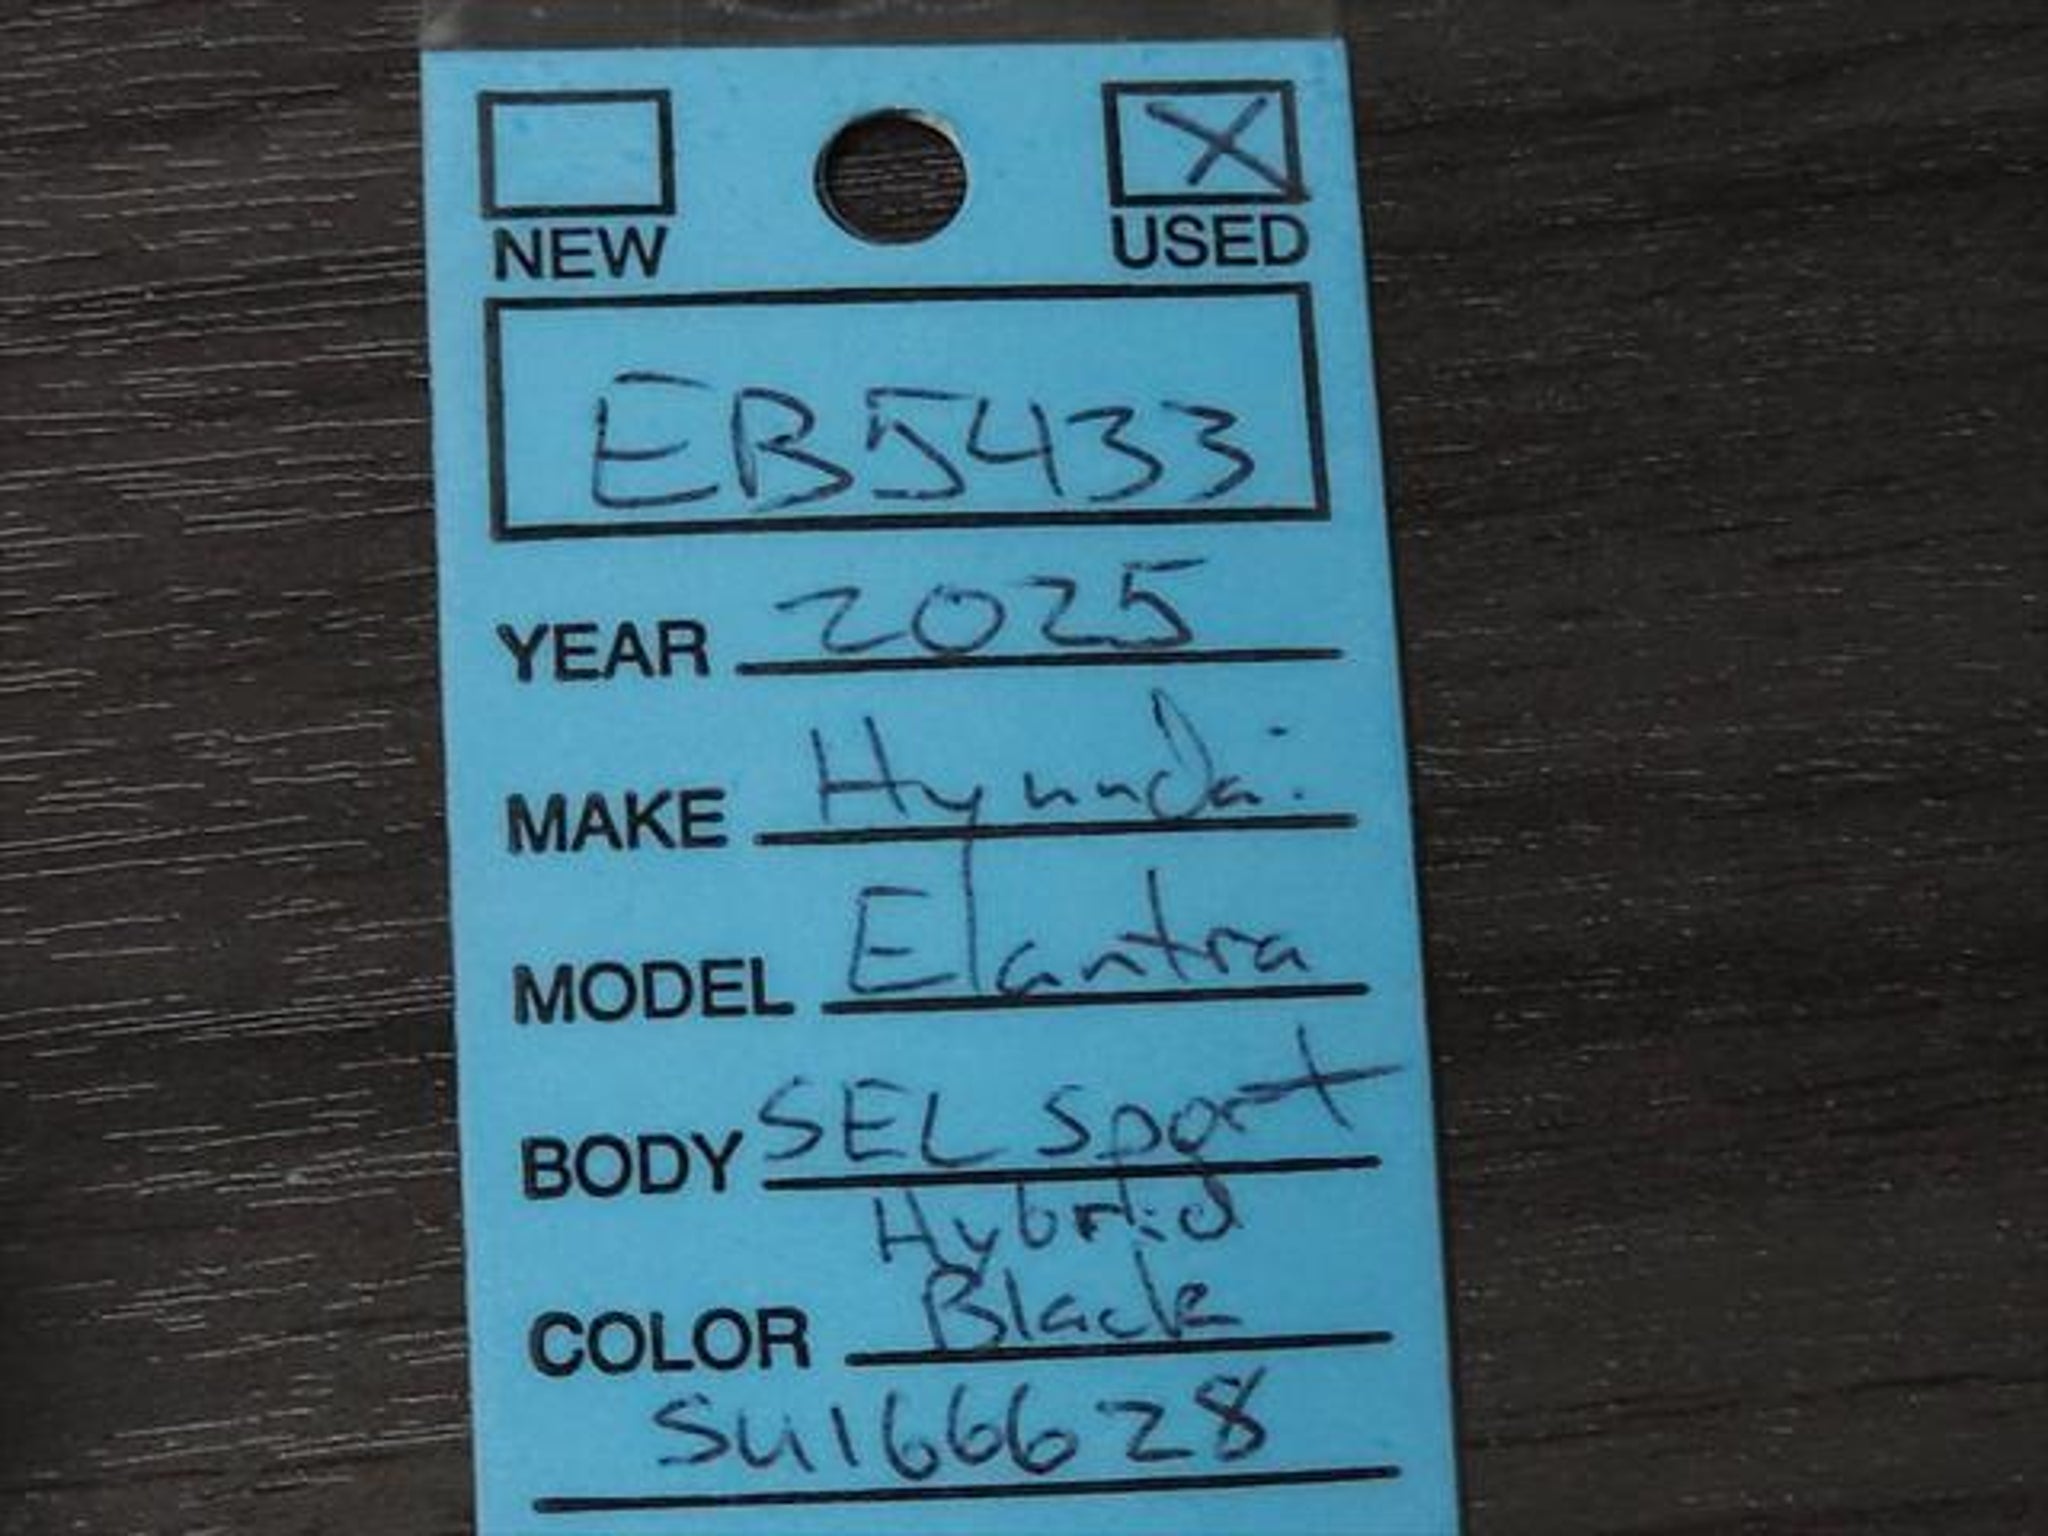 NEW USED
EB5433
YEAR 2025
MAKE Hyundai
MODEL Elantra
BODY SEL Sport
Hybrid
COLOR Black
SU166628